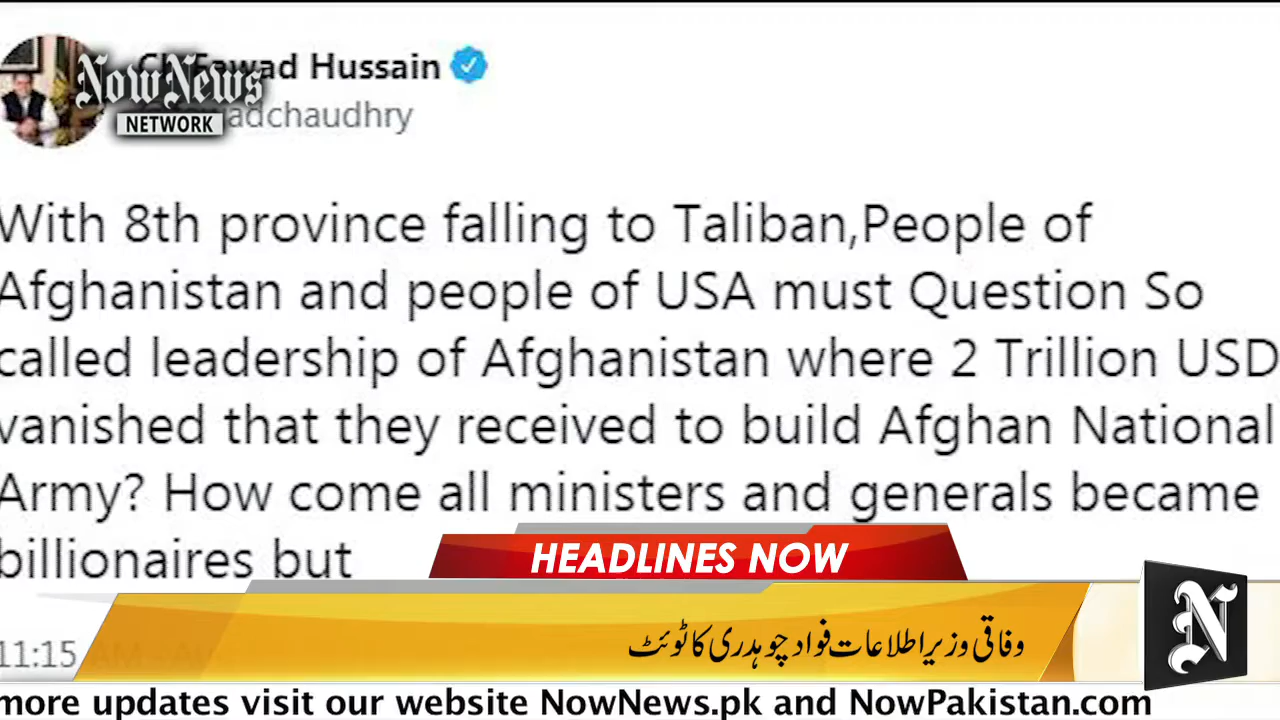 Fawad Hussain
NowNews
NETWORK
adchaudhry
With 8th province falling to Taliban,People of
Afghanistan and people of USA must Question So
called leadership of Afghanistan where 2 Trillion USD
vanished that they received to build Afghan National
Army? How come all ministers and generals became
billionaires but
HEADLINES NOW
وفاقی وزیر اطلاعات فواد چوہدری کا ٹوئٹ
11:15
N
more updates visit our website NowNews.pk and NowPakistan.com